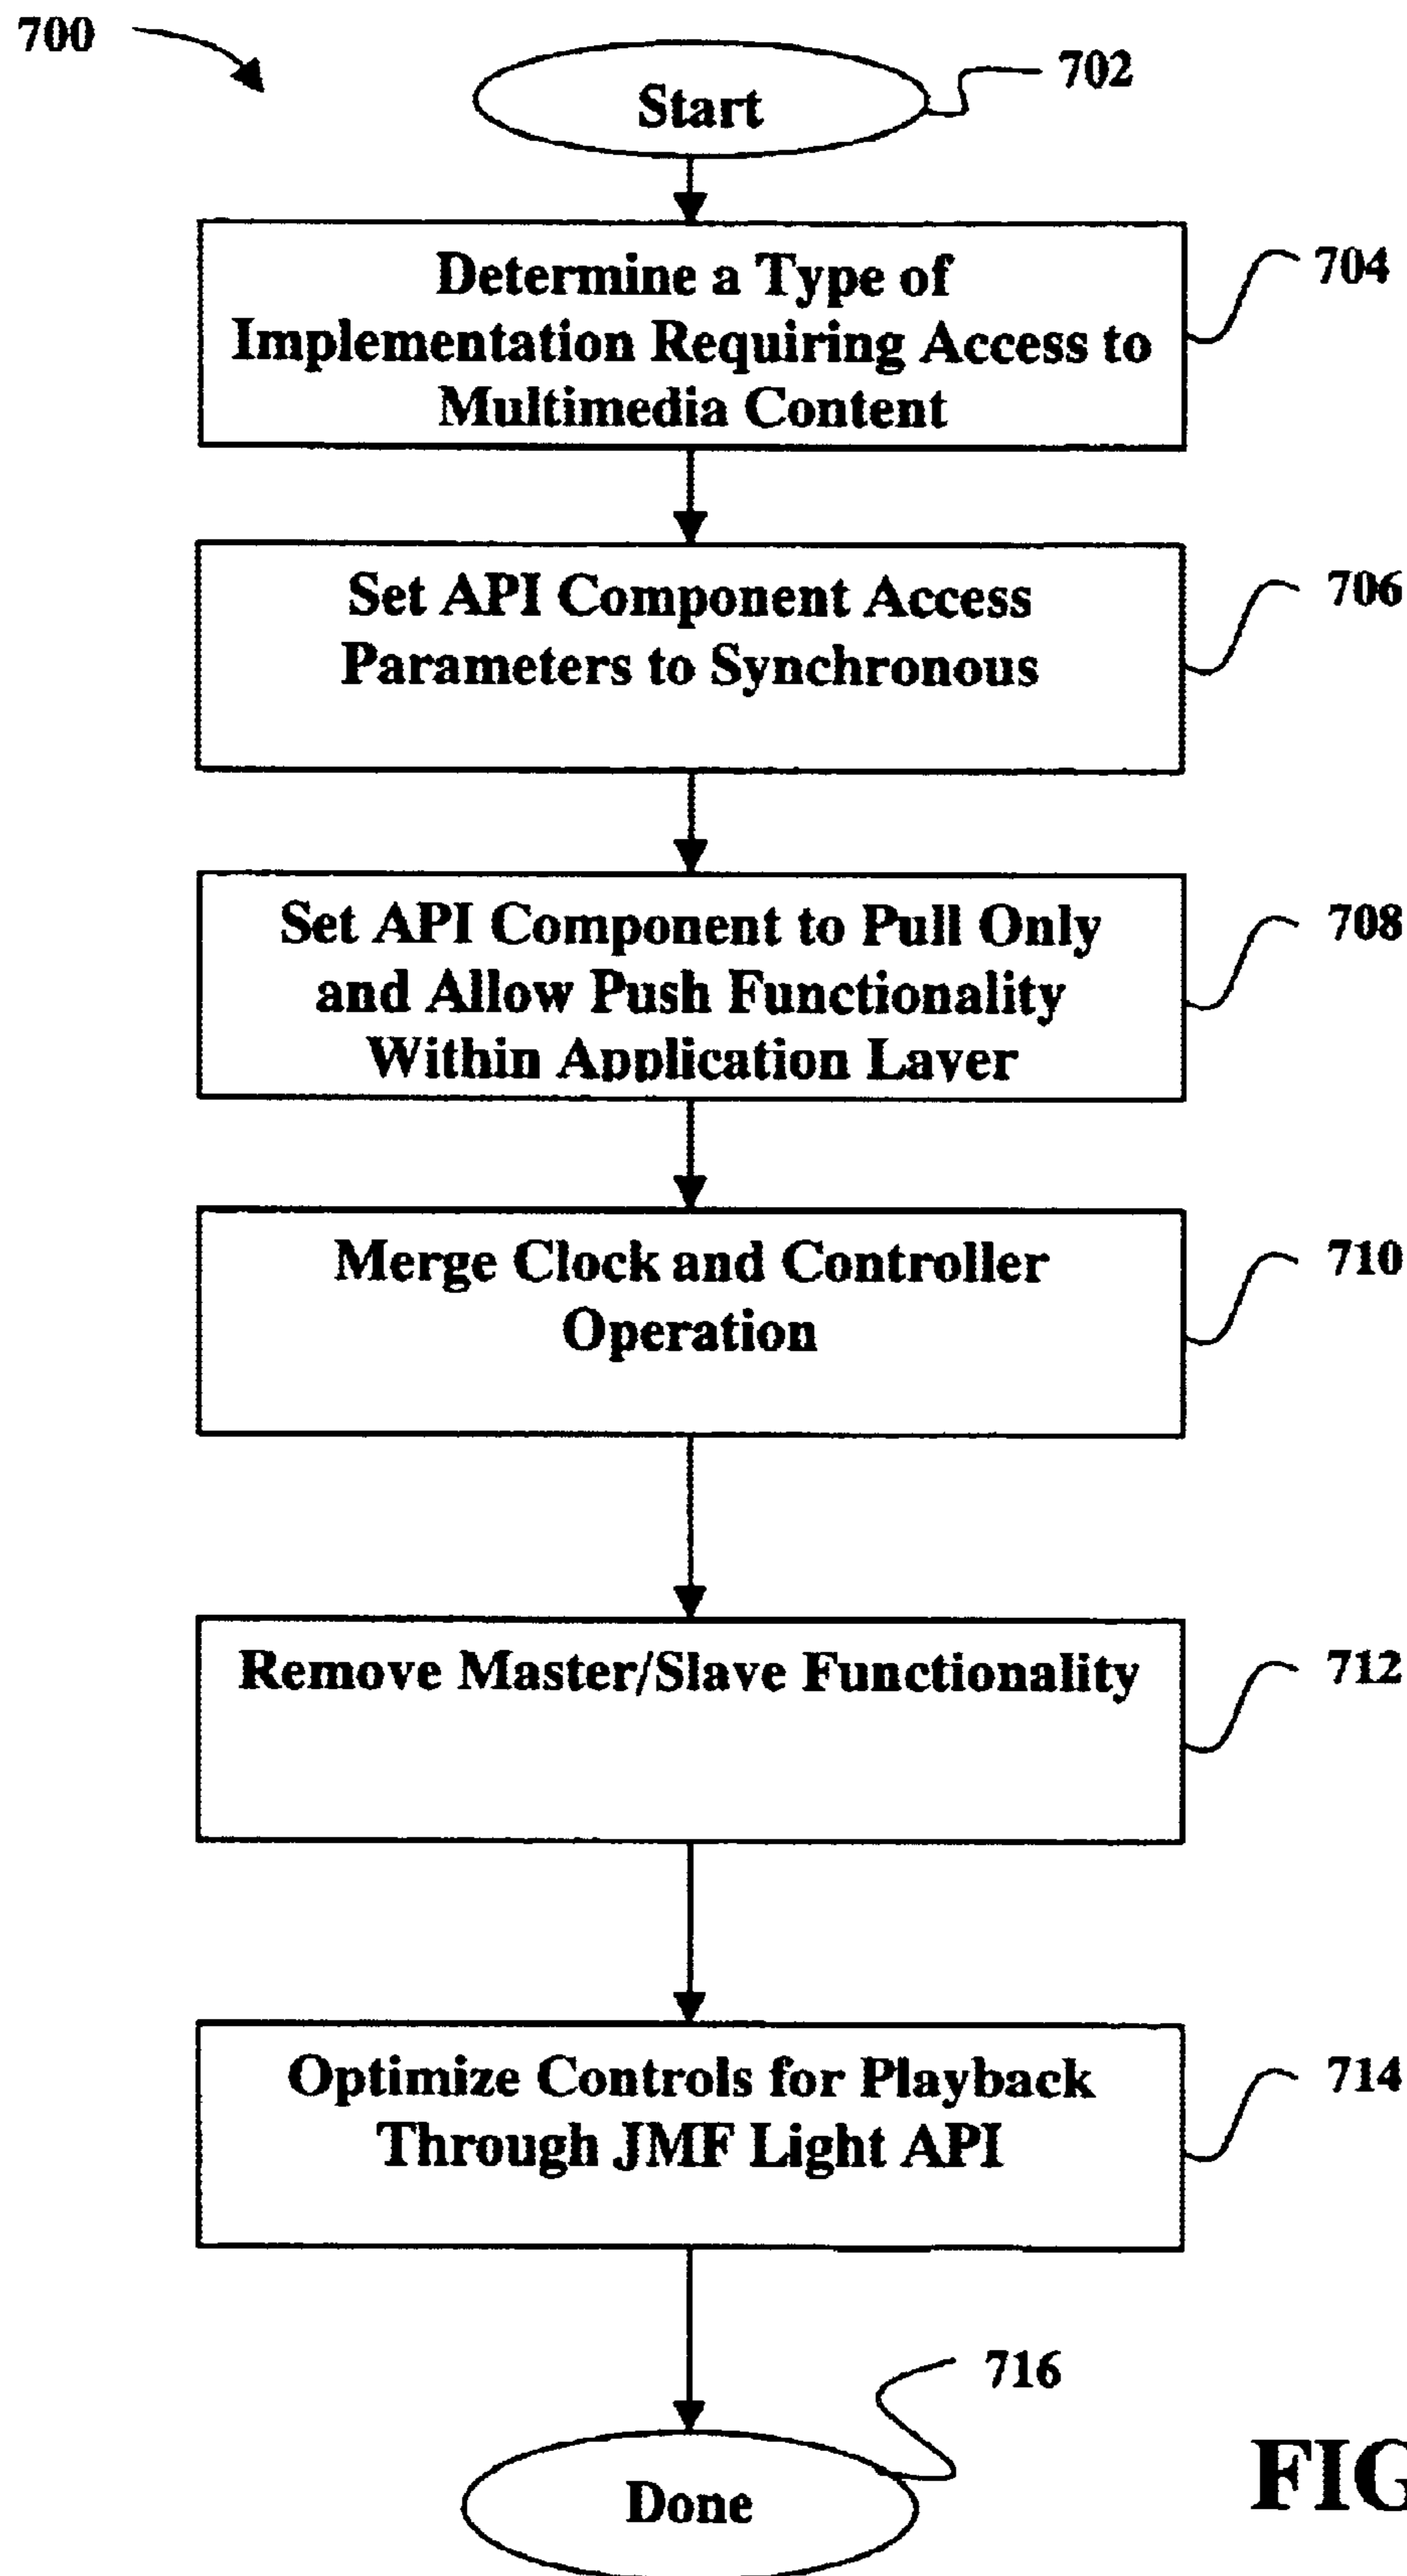 700
Start
702
Determine a Type of
Implementation Requiring Access to
Multimedia Content
704
Set API Component Access
Parameters to Synchronous
706
Set API Component to Pull Only
and Allow Push Functionality
Within Application Layer
708
Merge Clock and Controller
Operation
710
Remove Master/Slave Functionality
712
Optimize Controls for Playback
Through JMF Light API
714
716
Done